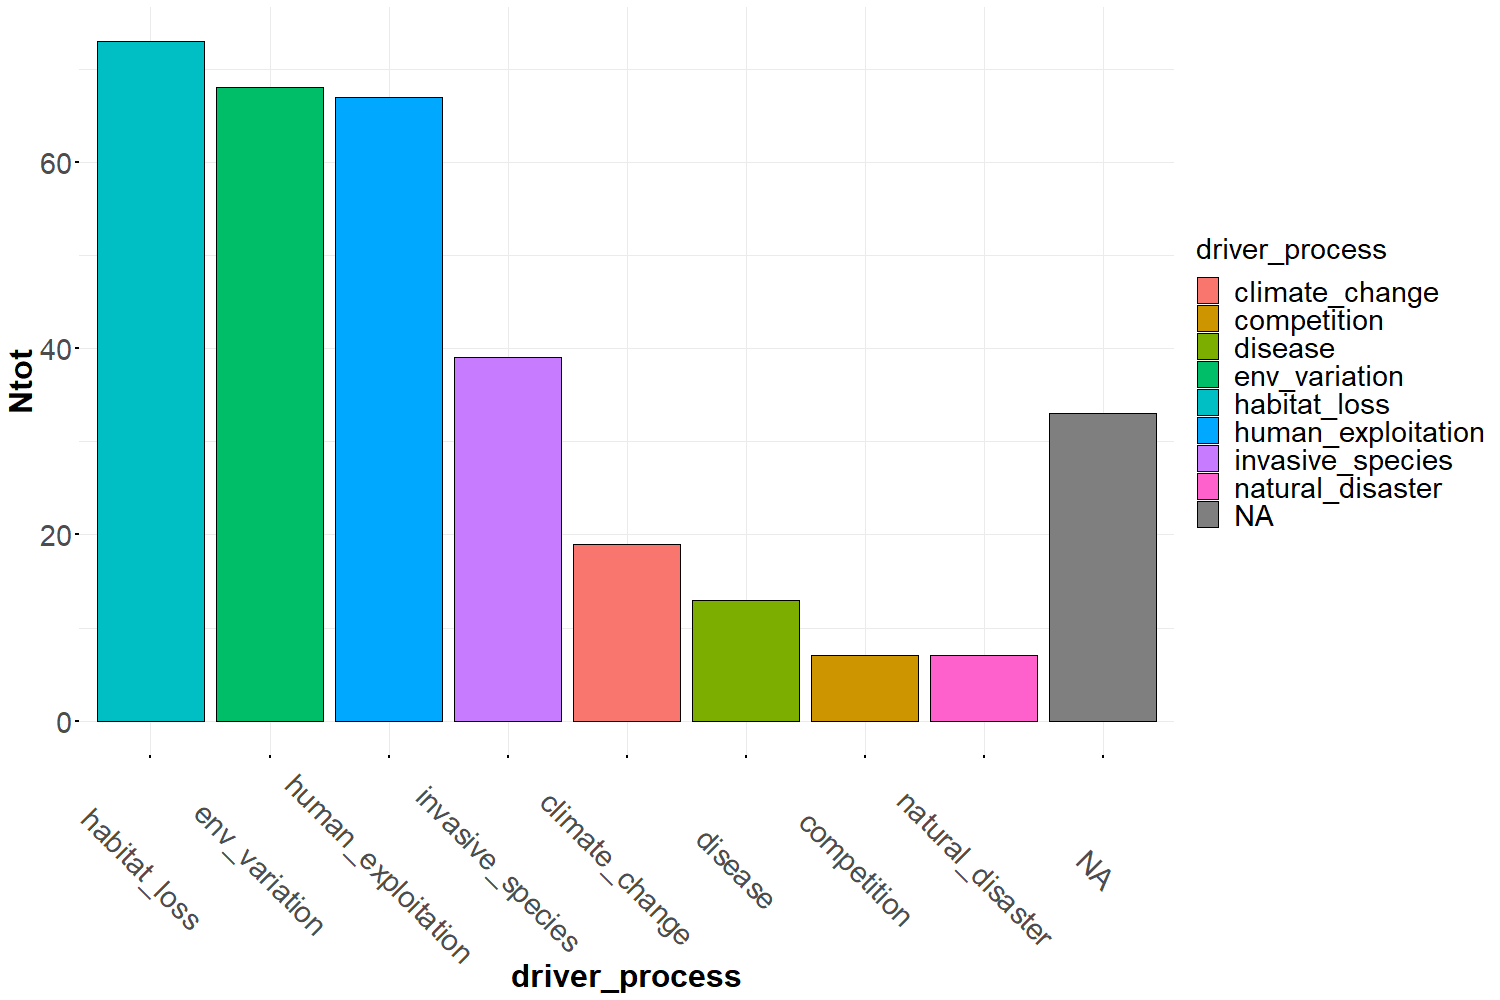 Ntot
60
40
20
0
habitat_loss
env_variation
human_exploitation
invasive_species
climate_change
disease
competition
natural_disaster
NA
driver_process
driver_process
climate_change
competition
disease
env_variation
habitat_loss
human_exploitation
invasive_species
natural_disaster
NA